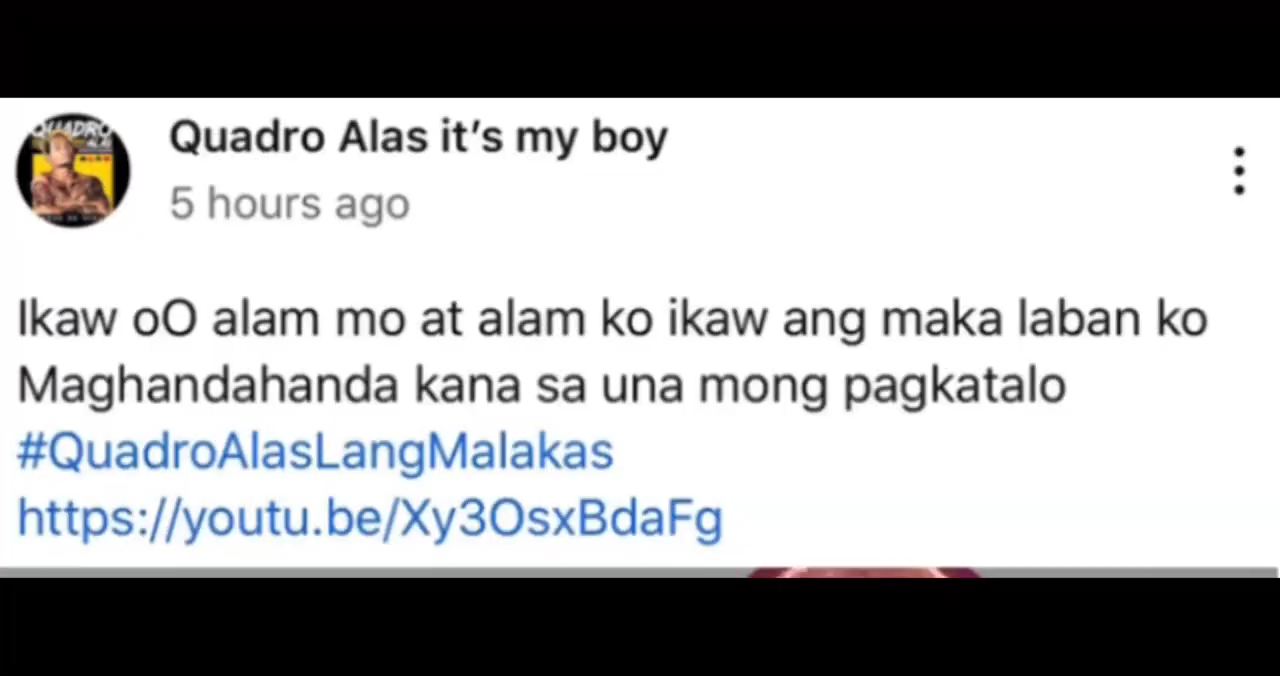 QUADRO
Quadro Alas it's my boy
5 hours ago
Ikaw oO alam mo at alam ko ikaw ang maka laban ko
Maghandahanda kana sa una mong pagkatalo
#QuadroAlasLangMalakas
https://youtu.be/Xy3OsxBdaFg